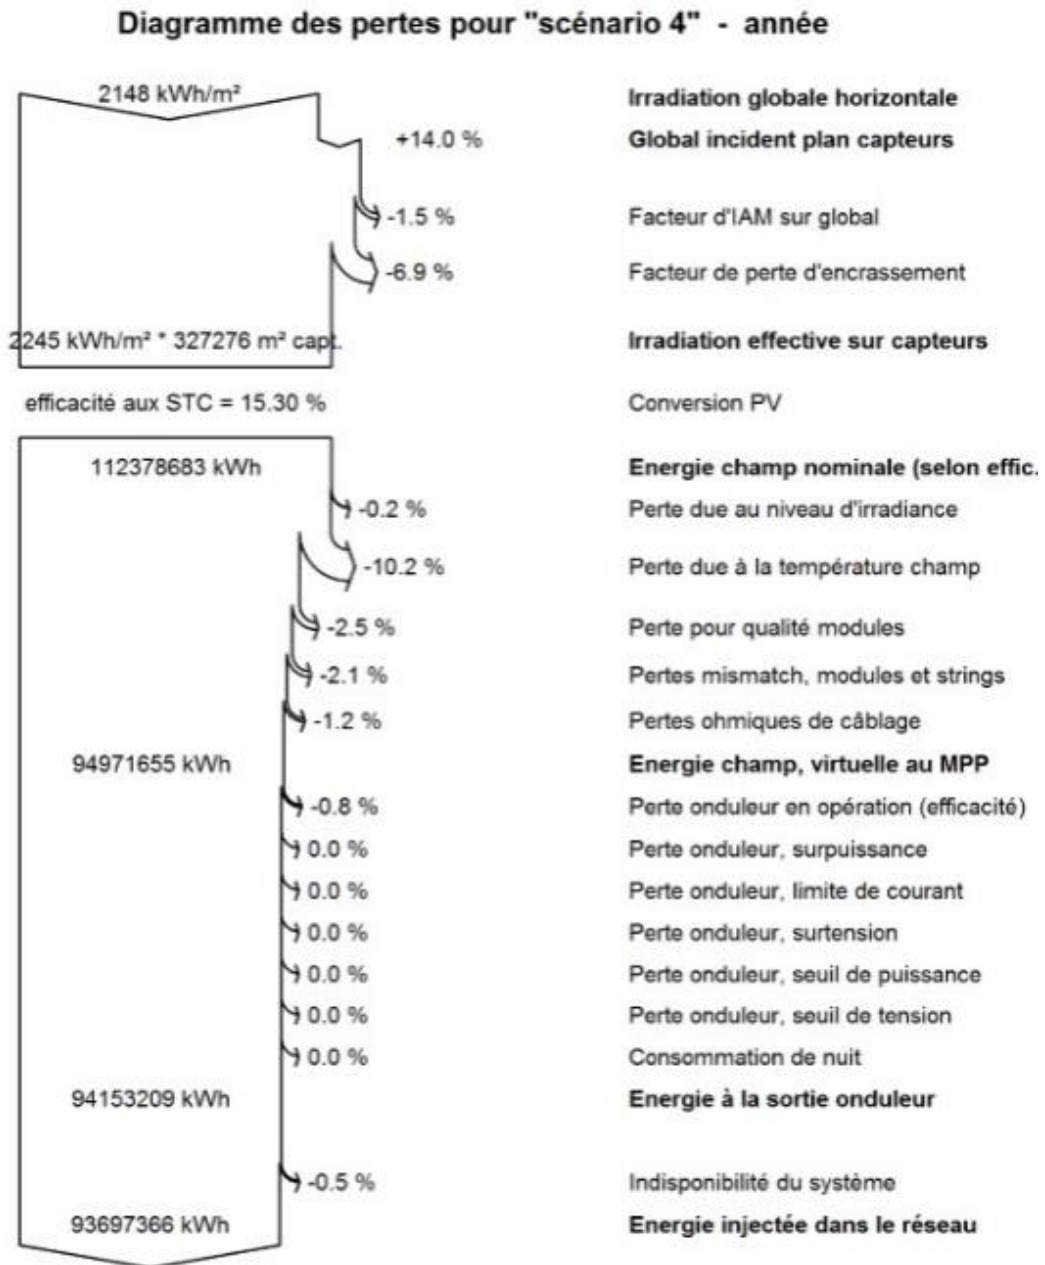 Diagramme des pertes pour "scénario 4" - année
2148 kWh/m² Irradiation globale horizontale
+14.0 % Global incident plan capteurs
-1.5 % Facteur d'IAM sur global
-6.9 % Facteur de perte d'encrassement
2245 kWh/m² * 327276 m² capt. Irradiation effective sur capteurs
efficacité aux STC = 15.30 % Conversion PV
112378683 kWh Energie champ nominale (selon effic.
-0.2 % Perte due au niveau d'irradiance
-10.2 % Perte due à la température champ
-2.5 % Perte pour qualité modules
-2.1 % Pertes mismatch, modules et strings
-1.2 % Pertes ohmiques de câblage
94971655 kWh Energie champ, virtuelle au MPP
-0.8 % Perte onduleur en opération (efficacité)
0.0 % Perte onduleur, surpuissance
0.0 % Perte onduleur, limite de courant
0.0 % Perte onduleur, surtension
0.0 % Perte onduleur, seuil de puissance
0.0 % Perte onduleur, seuil de tension
0.0 % Consommation de nuit
94153209 kWh Energie à la sortie onduleur
-0.5 % Indisponibilité du système
93697366 kWh Energie injectée dans le réseau